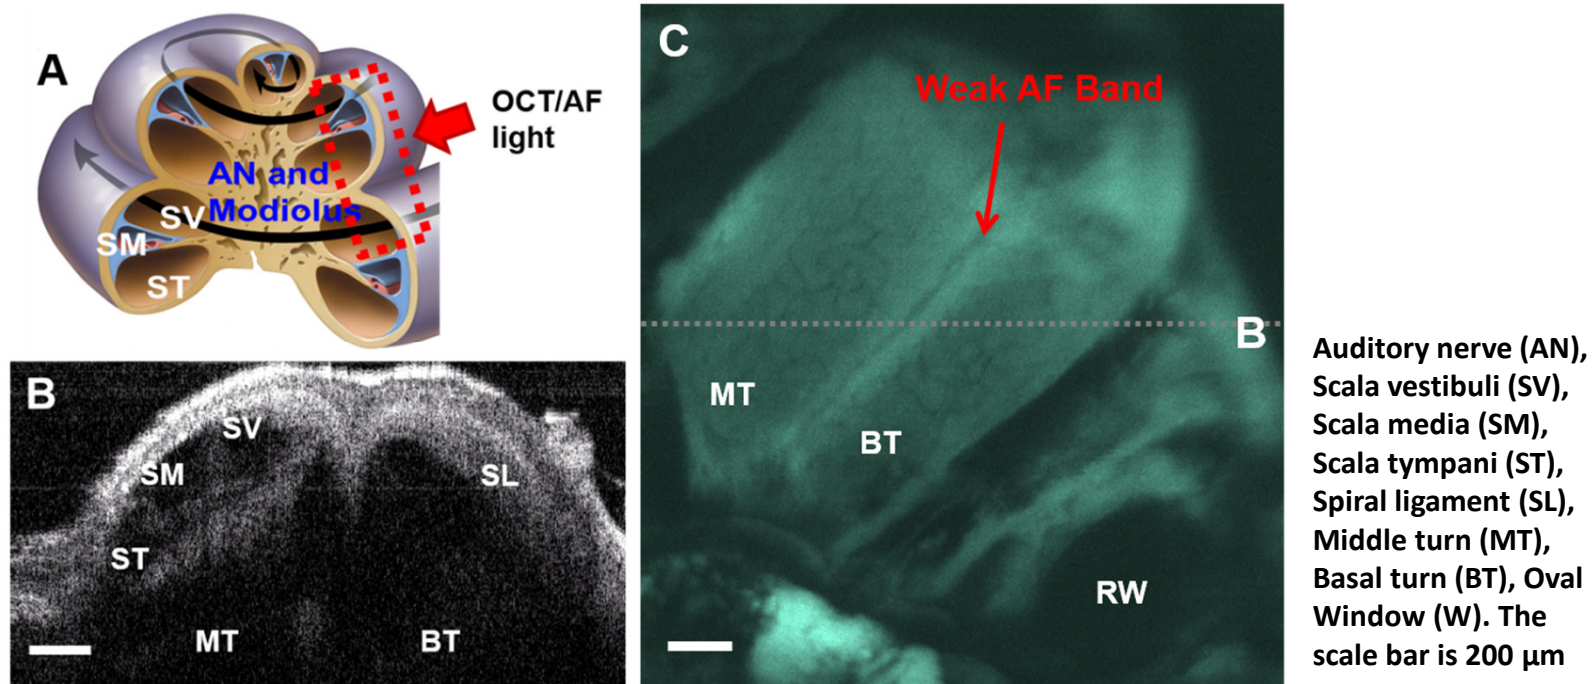 A
OCT/AF
light
AN and
Modiolus
SV
SM
ST
B
SV
SM
SL
ST
MT
BT
C
Weak AF Band
B
MT
BT
RW
Auditory nerve (AN),
Scala vestibuli (SV),
Scala media (SM),
Scala tympani (ST),
Spiral ligament (SL),
Middle turn (MT),
Basal turn (BT), Oval
Window (W). The
scale bar is 200 μm